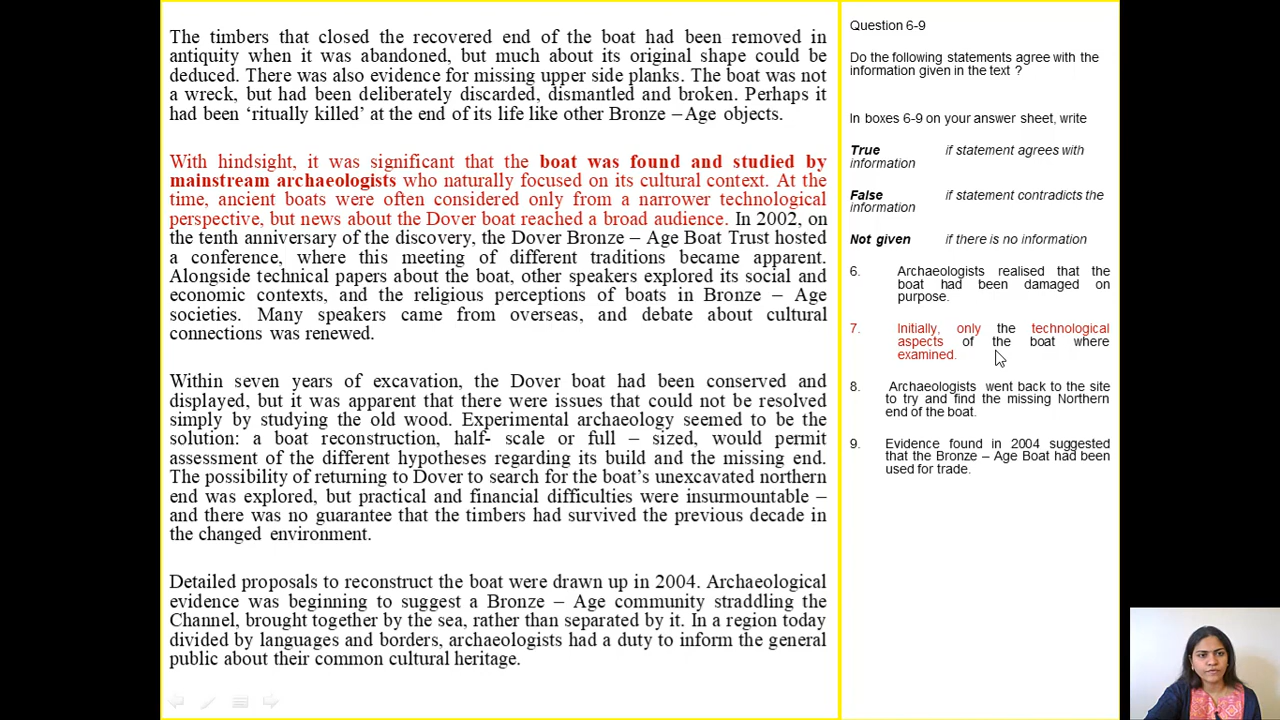 The timbers that closed the recovered end of the boat had been removed in
antiquity when it was abandoned, but much about its original shape could be
deduced. There was also evidence for missing upper side planks. The boat was not
a wreck, but had been deliberately discarded, dismantled and broken. Perhaps it
had been ‘ritually killed’ at the end of its life like other Bronze – Age objects.
With hindsight, it was significant that the boat was found and studied by
mainstream archaeologists who naturally focused on its cultural context. At the
time, ancient boats were often considered only from a narrower technological
perspective, but news about the Dover boat reached a broad audience. In 2002, on
the tenth anniversary of the discovery, the Dover Bronze – Age Boat Trust hosted
a conference, where this meeting of different traditions became apparent.
Alongside technical papers about the boat, other speakers explored its social and
economic contexts, and the religious perceptions of boats in Bronze – Age
societies. Many speakers came from overseas, and debate about cultural
connections was renewed.
Within seven years of excavation, the Dover boat had been conserved and
displayed, but it was apparent that there were issues that could not be resolved
simply by studying the old wood. Experimental archaeology seemed to be the
solution: a boat reconstruction, half- scale or full – sized, would permit
assessment of the different hypotheses regarding its build and the missing end.
The possibility of returning to Dover to search for the boat’s unexcavated northern
end was explored, but practical and financial difficulties were insurmountable –
and there was no guarantee that the timbers had survived the previous decade in
the changed environment.
Detailed proposals to reconstruct the boat were drawn up in 2004. Archaeological
evidence was beginning to suggest a Bronze – Age community straddling the
Channel, brought together by the sea, rather than separated by it. In a region today
divided by languages and borders, archaeologists had a duty to inform the general
public about their common cultural heritage.
Question 6-9
Do the following statements agree with the
information given in the text ?
In boxes 6-9 on your answer sheet, write
True if statement agrees with
information
False if statement contradicts the
information
Not given if there is no information
6. Archaeologists realised that the
boat had been damaged on
purpose.
7. Initially, only the technological
aspects of the boat where
examined.
8. Archaeologists went back to the site
to try and find the missing Northern
end of the boat.
9. Evidence found in 2004 suggested
that the Bronze – Age Boat had been
used for trade.